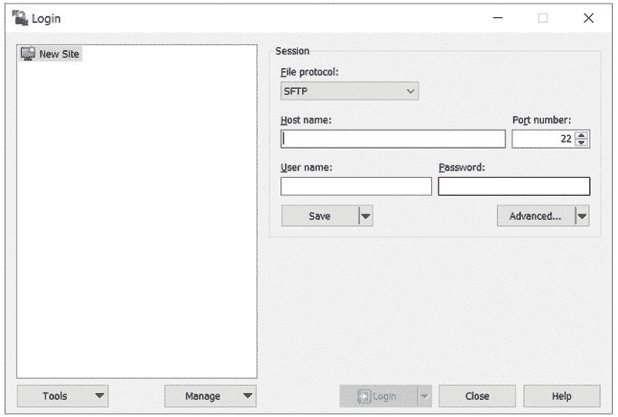 Login
New Site
Session
File protocol:
SFTP
Host name: Port number:
22
User name: Password:
Save Advanced...
Tools Manage Login Close Help